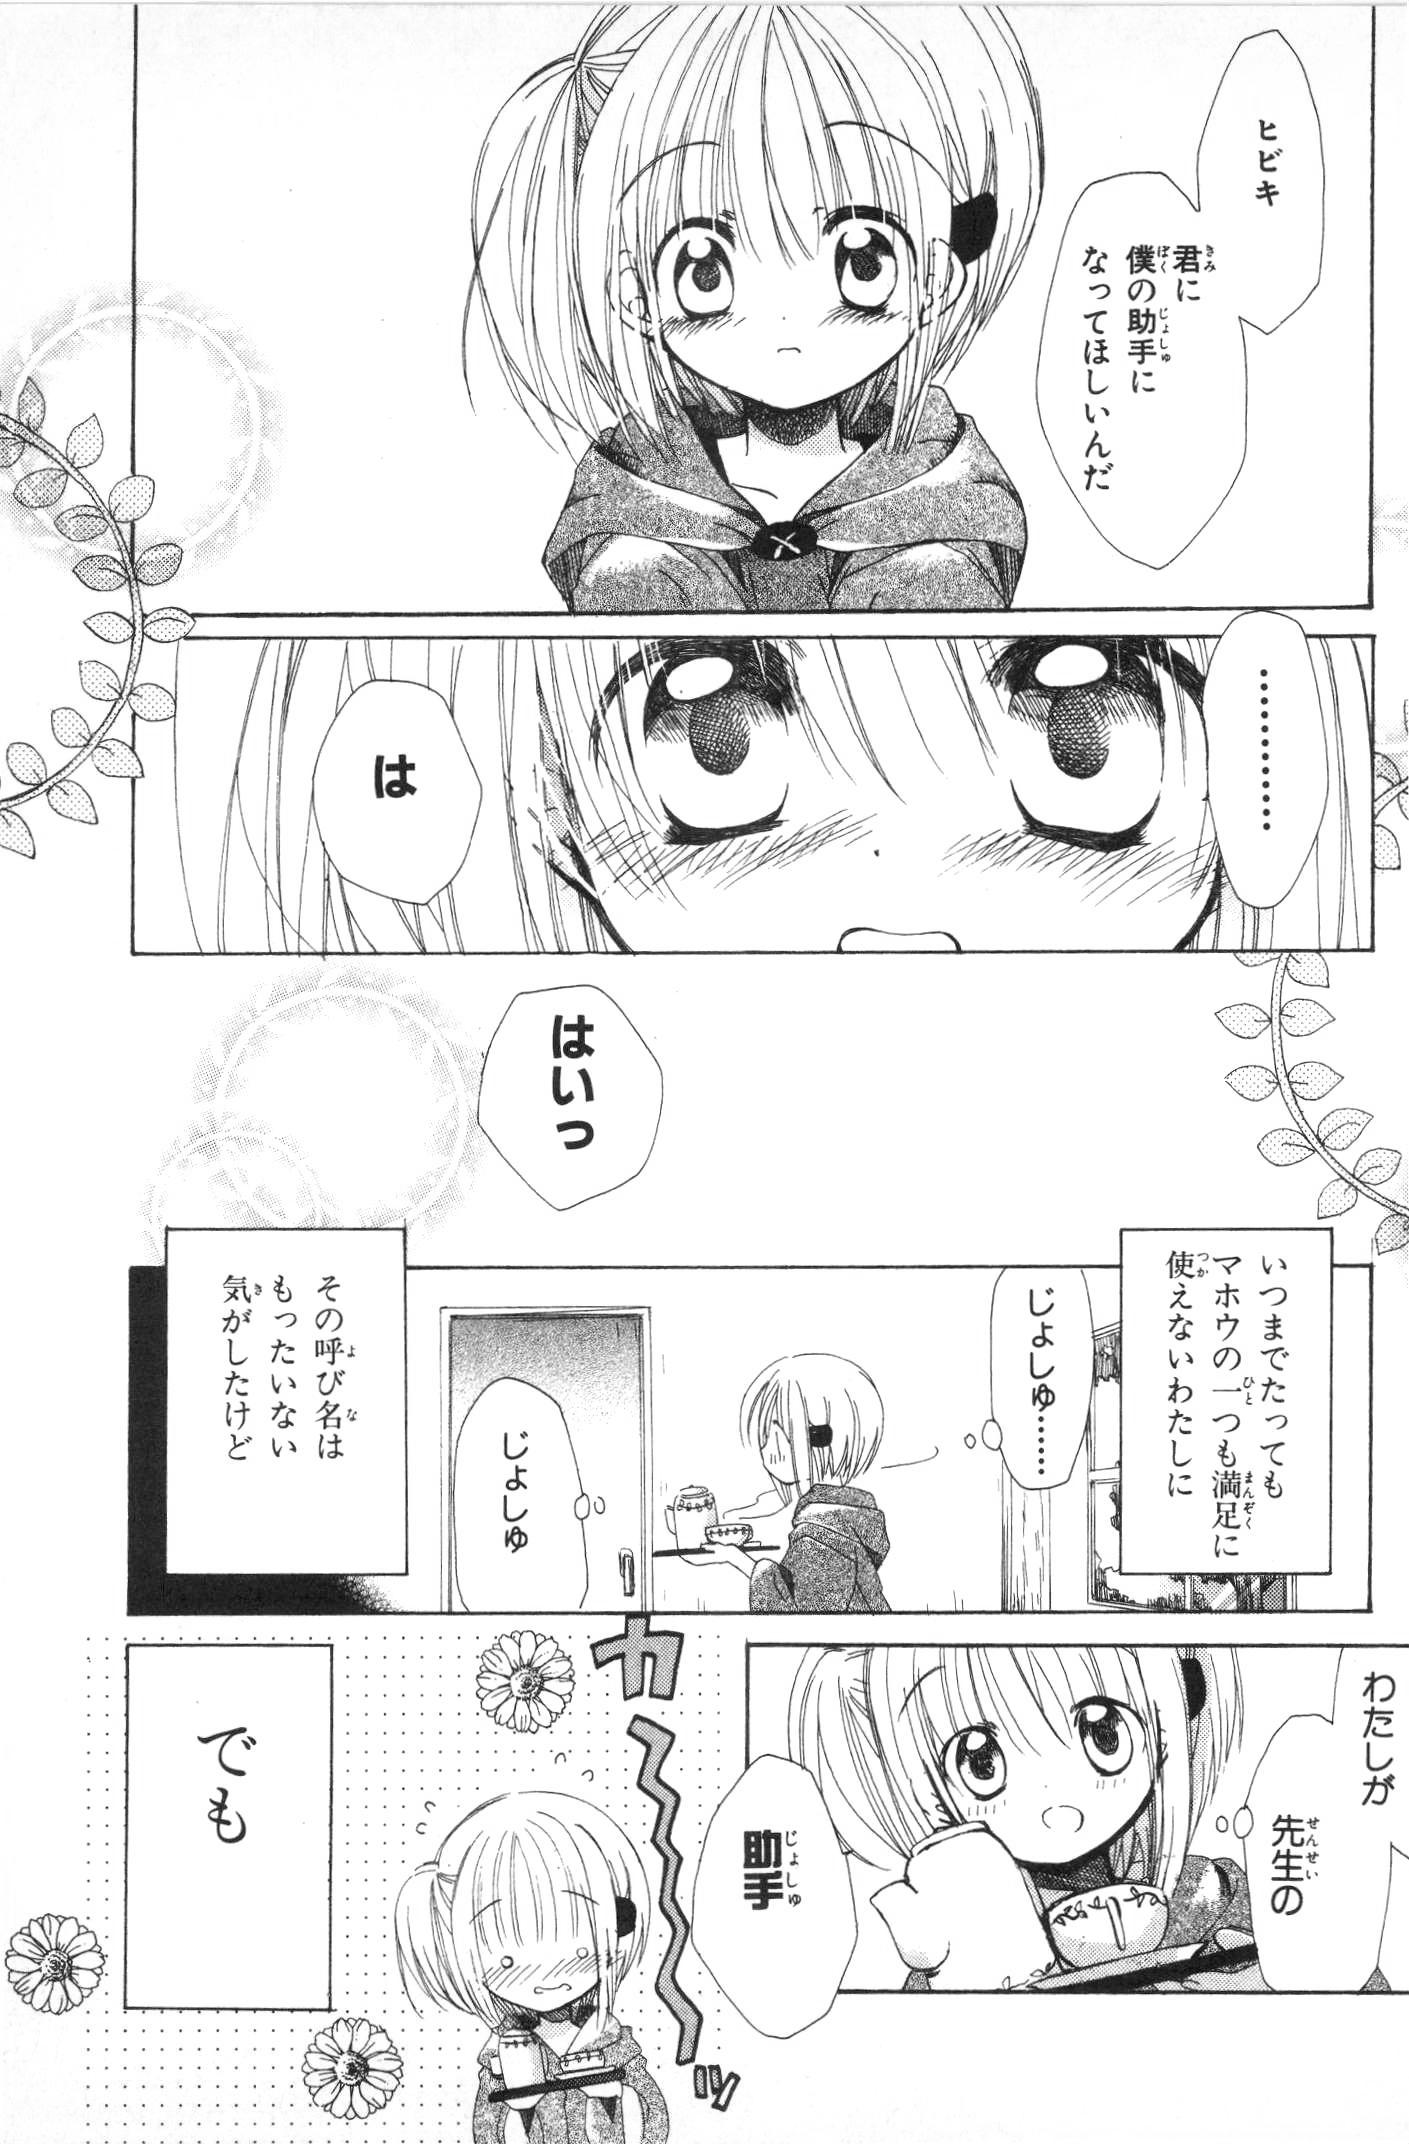 ヒビキ
君に
僕の助手に
なってほしいんだ
…………
は
はいっ
いつまでたっても
マホウの一つも満足に
使えないわたしに
じょしゅ……
じょしゅ
その呼び名は
もったいない
気がしたけど
わたしが
先生の
助手
カ〜ッ
でも